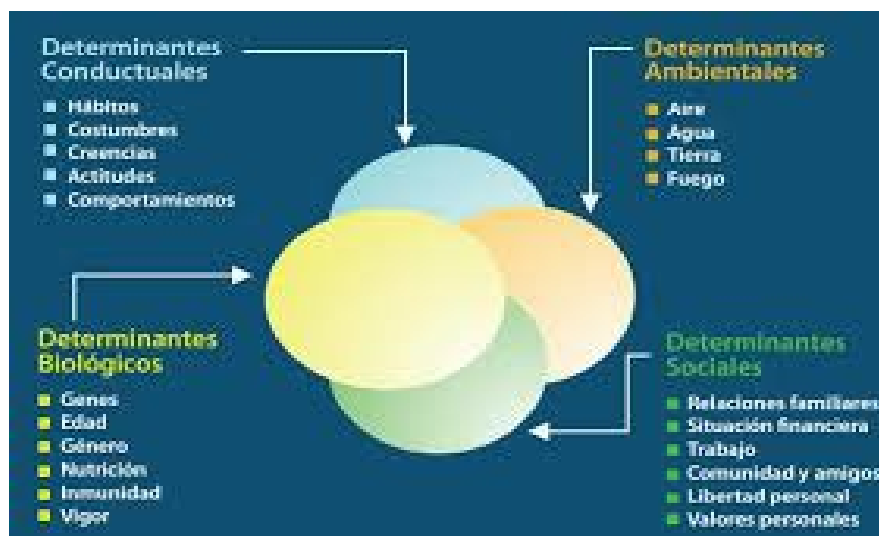 Determinantes
Conductuales
Hábitos
Costumbres
Creencias
Actitudes
Comportamientos
Determinantes
Ambientales
Aire
Agua
Tierra
Fuego
Determinantes
Biológicos
Genes
Edad
Género
Nutrición
Inmunidad
Vigor
Determinantes
Sociales
Relaciones familiares
Situación financiera
Trabajo
Comunidad y amigos
Libertad personal
Valores personales